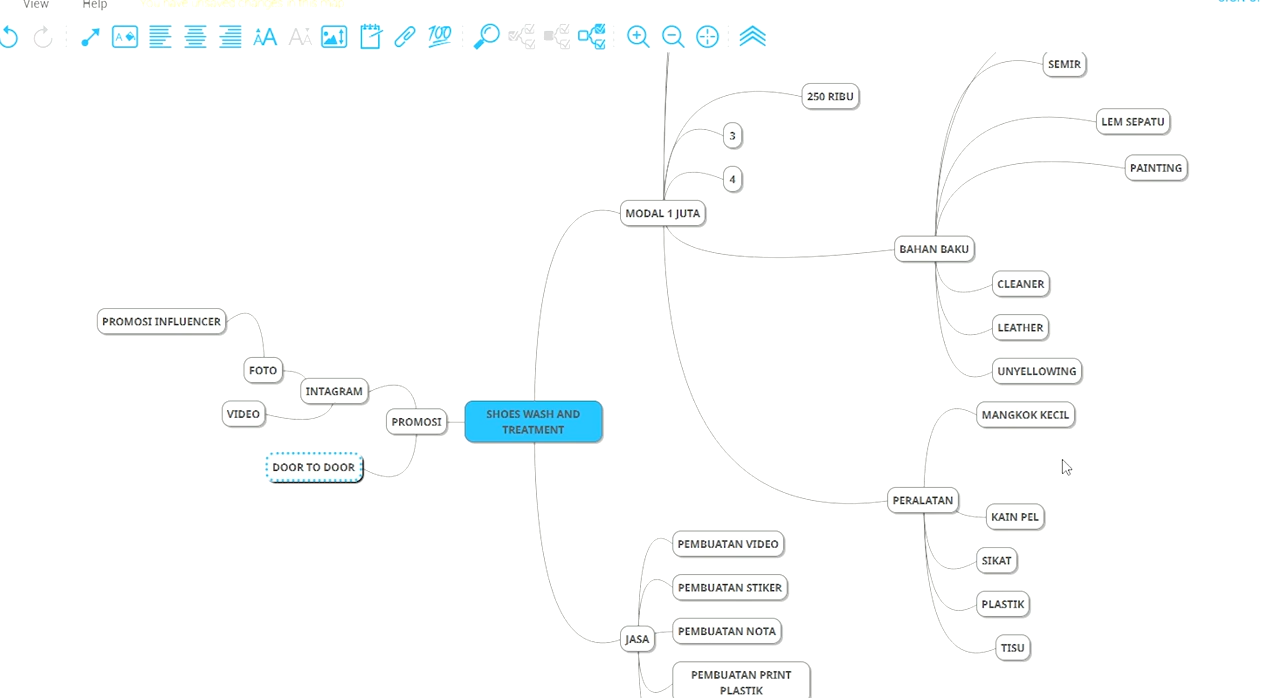 View Help
100
SEMIR
250 RIBU
LEM SEPATU
3
PAINTING
4
MODAL 1 JUTA
BAHAN BAKU
CLEANER
LEATHER
UNYELLOWING
PROMOSI INFLUENCER
FOTO
INTAGRAM
VIDEO
PROMOSI
SHOES WASH AND
TREATMENT
DOOR TO DOOR
MANGKOK KECIL
PERALATAN
KAIN PEL
SIKAT
PLASTIK
TISU
PEMBUATAN VIDEO
PEMBUATAN STIKER
PEMBUATAN NOTA
JASA
PEMBUATAN PRINT
PLASTIK